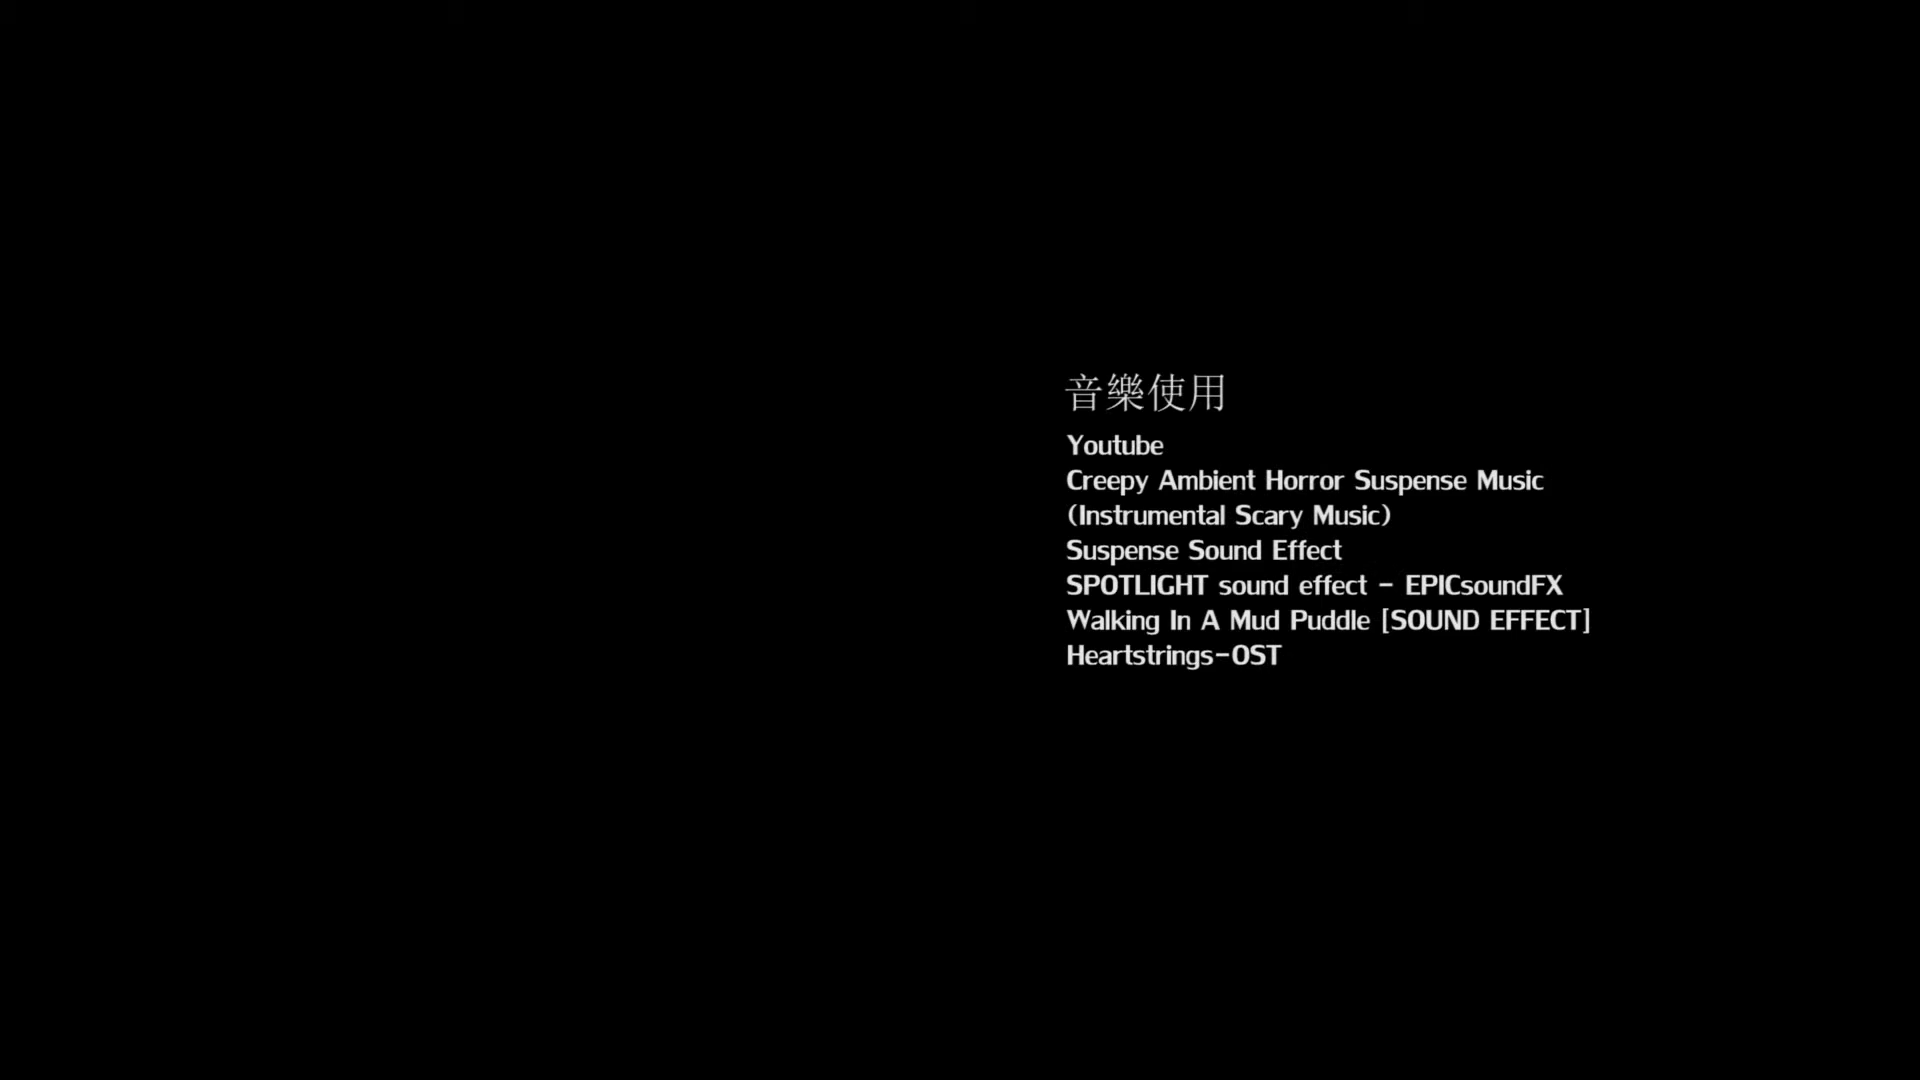 音樂使用
Youtube
Creepy Ambient Horror Suspense Music
(Instrumental Scary Music)
Suspense Sound Effect
SPOTLIGHT sound effect - EPICsoundFX
Walking In A Mud Puddle [SOUND EFFECT]
Heartstrings-OST